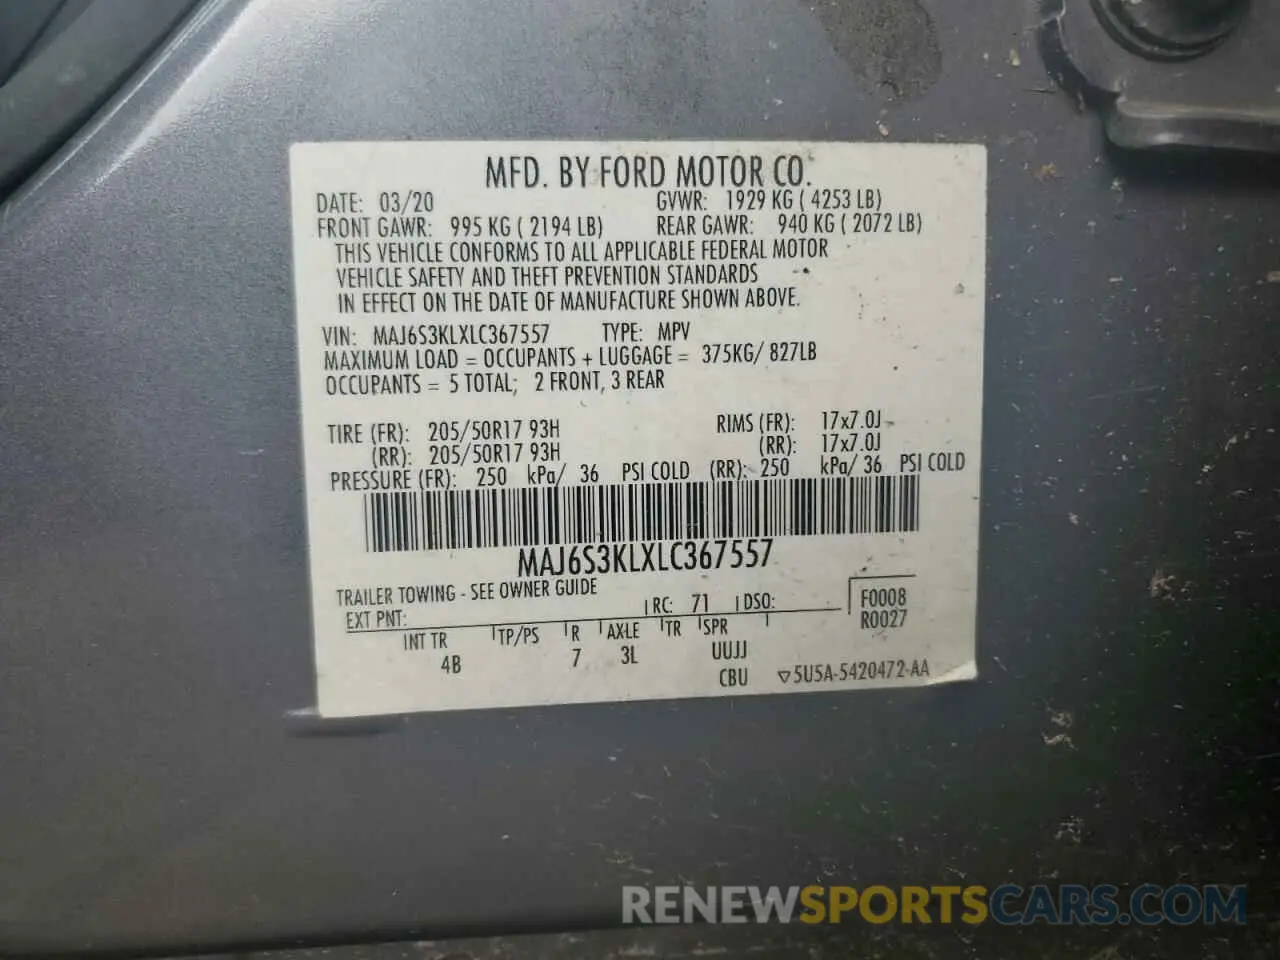 MFD. BY FORD MOTOR CO.
DATE: 03/20 GVWR: 1929 KG ( 4253 LB)
FRONT GAWR: 995 KG ( 2194 LB) REAR GAWR: 940 KG ( 2072 LB)
THIS VEHICLE CONFORMS TO ALL APPLICABLE FEDERAL MOTOR
VEHICLE SAFETY AND THEFT PREVENTION STANDARDS
IN EFFECT ON THE DATE OF MANUFACTURE SHOWN ABOVE.
VIN: MAJ6S3KLXLC367557 TYPE: MPV
MAXIMUM LOAD = OCCUPANTS + LUGGAGE = 375KG/ 827LB
OCCUPANTS = 5 TOTAL; 2 FRONT, 3 REAR
TIRE (FR): 205/50R17 93H RIMS (FR): 17x7.0J
(RR): 205/50R17 93H (RR): 17x7.0J
PRESSURE (FR): 250 kPa/ 36 PSI COLD (RR): 250 kPa/ 36 PSI COLD
MAJ6S3KLXLC367557
TRAILER TOWING - SEE OWNER GUIDE
EXT PNT: RC: 71 DSO: F0008
R0027
INT TR TP/PS R AXLE TR SPR
4B 7 3L UUJJ
CBU ▽5U5A-5420472-AA
RENEWSPORTSCARS.COM